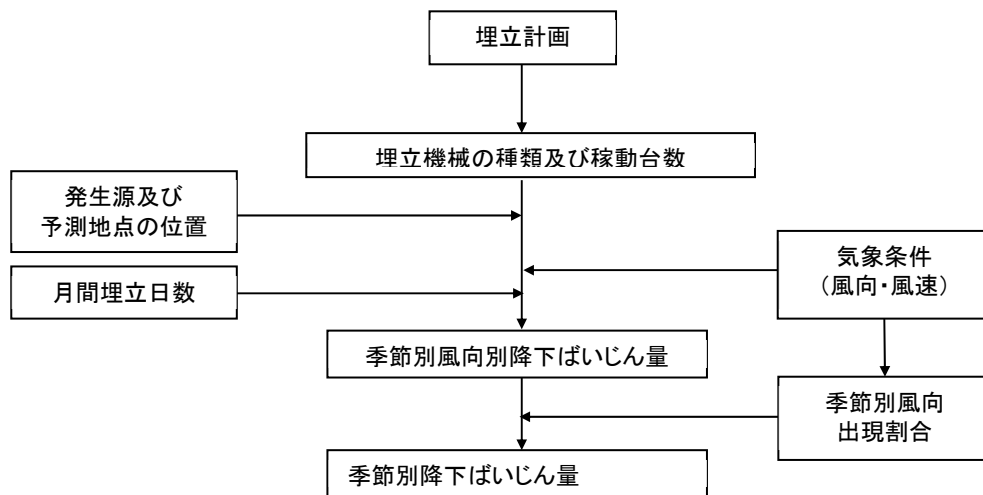 埋立計画
埋立機械の種類及び稼動台数
発生源及び
予測地点の位置
気象条件
（風向・風速）
月間埋立日数
季節別風向別降下ばいじん量
季節別風向
出現割合
季節別降下ばいじん量